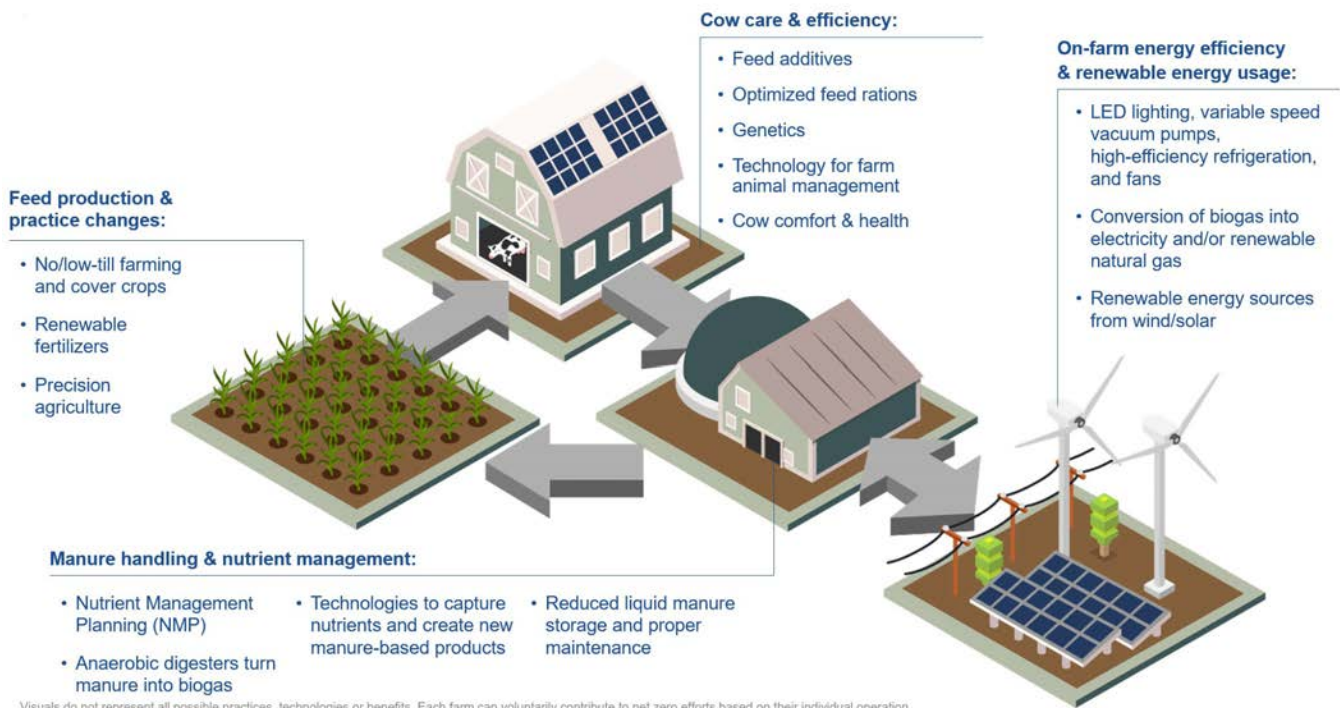 Cow care & efficiency:
• Feed additives
• Optimized feed rations
• Genetics
• Technology for farm
animal management
• Cow comfort & health
On-farm energy efficiency
& renewable energy usage:
• LED lighting, variable speed
vacuum pumps,
high-efficiency refrigeration,
and fans
• Conversion of biogas into
electricity and/or renewable
natural gas
• Renewable energy sources
from wind/solar
Feed production &
practice changes:
• No/low-till farming
and cover crops
• Renewable
fertilizers
• Precision
agriculture
Manure handling & nutrient management:
• Nutrient Management
Planning (NMP)
• Anaerobic digesters turn
manure into biogas
• Technologies to capture
nutrients and create new
manure-based products
• Reduced liquid manure
storage and proper
maintenance
Visuals do not represent all possible practices, technologies or benefits. Each farm can voluntarily contribute to net zero efforts based on their individual operation